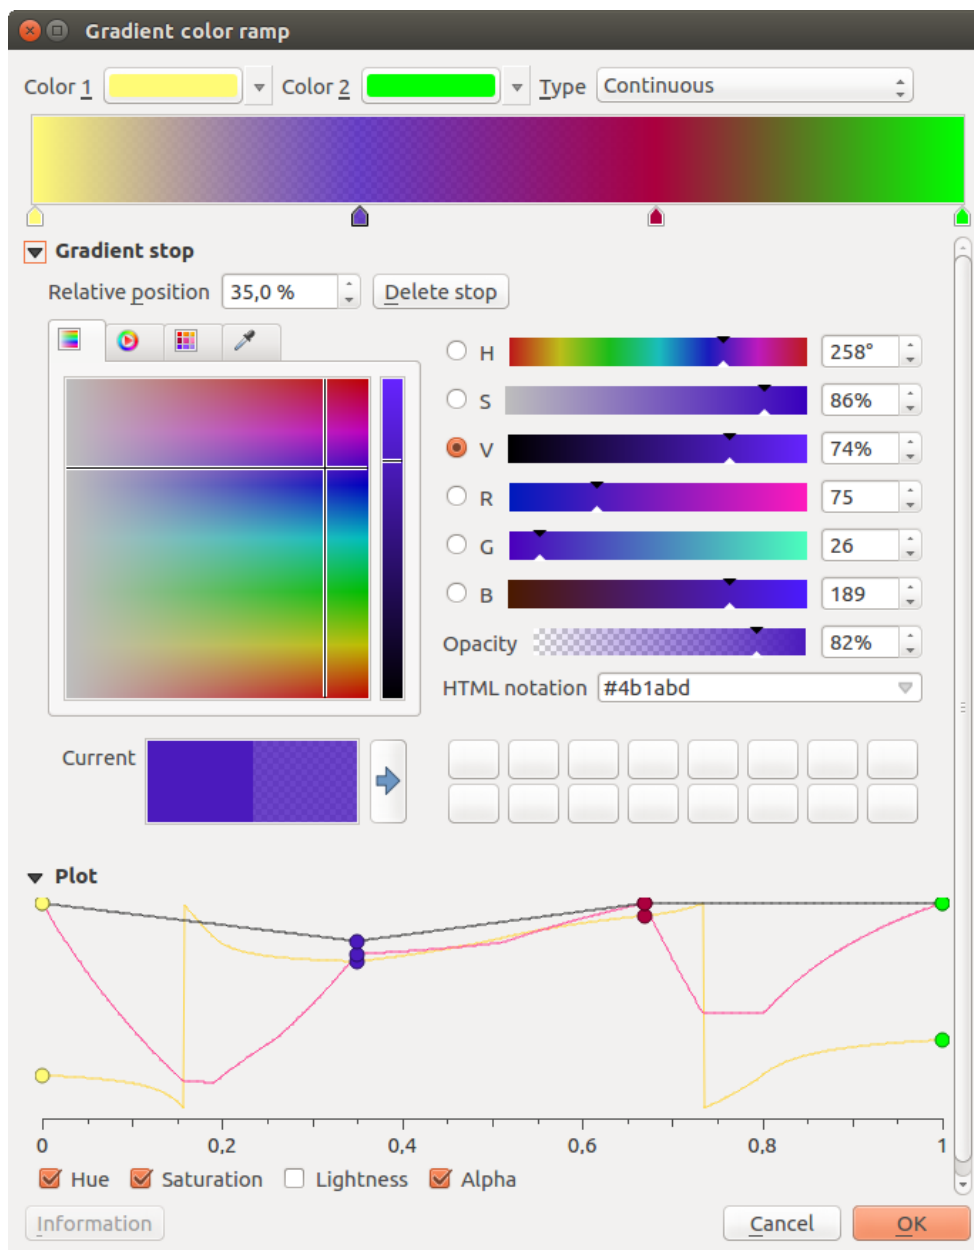 Gradient color ramp
Color 1 Color 2 Type Continuous
Gradient stop
Relative position 35,0 % Delete stop
H 258°
S 86%
V 74%
R 75
G 26
B 189
Opacity 82%
HTML notation #4b1abd
Current
Plot
0 0,2 0,4 0,6 0,8 1
Hue Saturation Lightness Alpha
Information Cancel OK